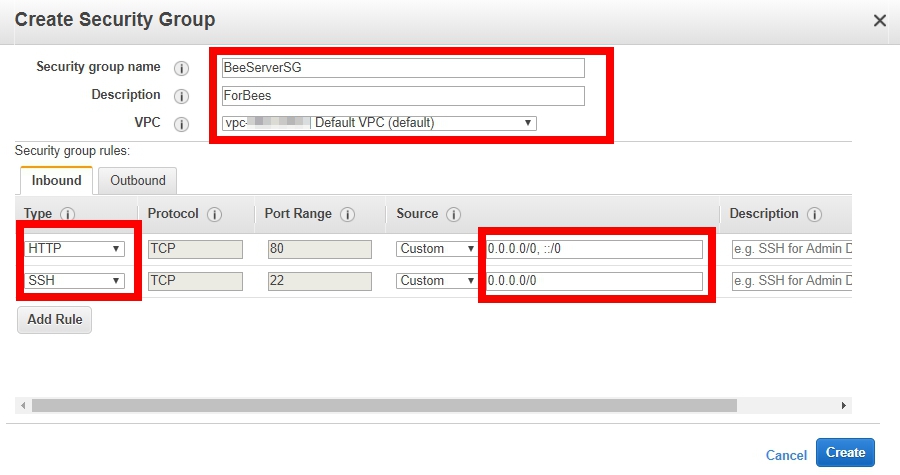 Create Security Group
Security group name BeeServerSG
Description ForBees
VPC vpc- Default VPC (default)
Security group rules:
Inbound Outbound
Type Protocol Port Range Source Description
HTTP TCP 80 Custom 0.0.0.0/0, ::/0 e.g. SSH for Admin D
SSH TCP 22 Custom 0.0.0.0/0 e.g. SSH for Admin D
Add Rule
Cancel Create